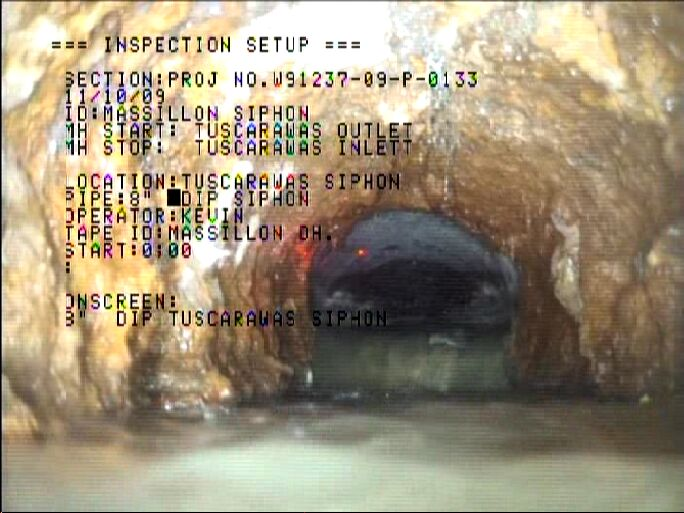 === INSPECTION SETUP ===
SECTION:PROJ NO.W91237-09-P-0133
11/10/09
ID:MASSILLON SIPHON
MH START: TUSCARAWAS OUTLET
MH STOP: TUSCARAWAS INLETT
LOCATION:TUSCARAWAS SIPHON
PIPE:8" DIP SIPHON
OPERATOR:KEVIN
TAPE ID:MASSILLON OH.
START:0:00
:
ONSCREEN:
8" DIP TUSCARAWAS SIPHON